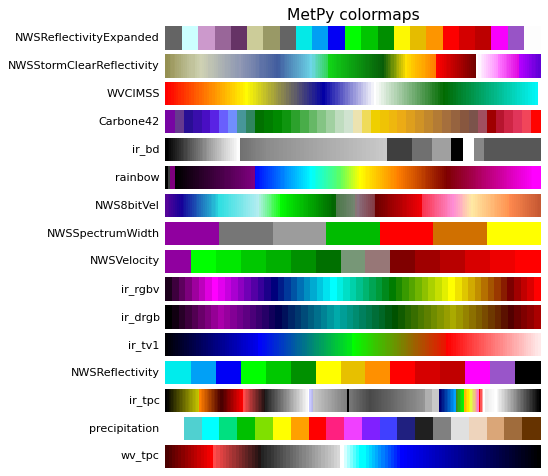 MetPy colormaps
NWSReflectivityExpanded
NWSStormClearReflectivity
WVCIMSS
Carbone42
ir_bd
rainbow
NWS8bitVel
NWSSpectrumWidth
NWSVelocity
ir_rgbv
ir_drgb
ir_tv1
NWSReflectivity
ir_tpc
precipitation
wv_tpc